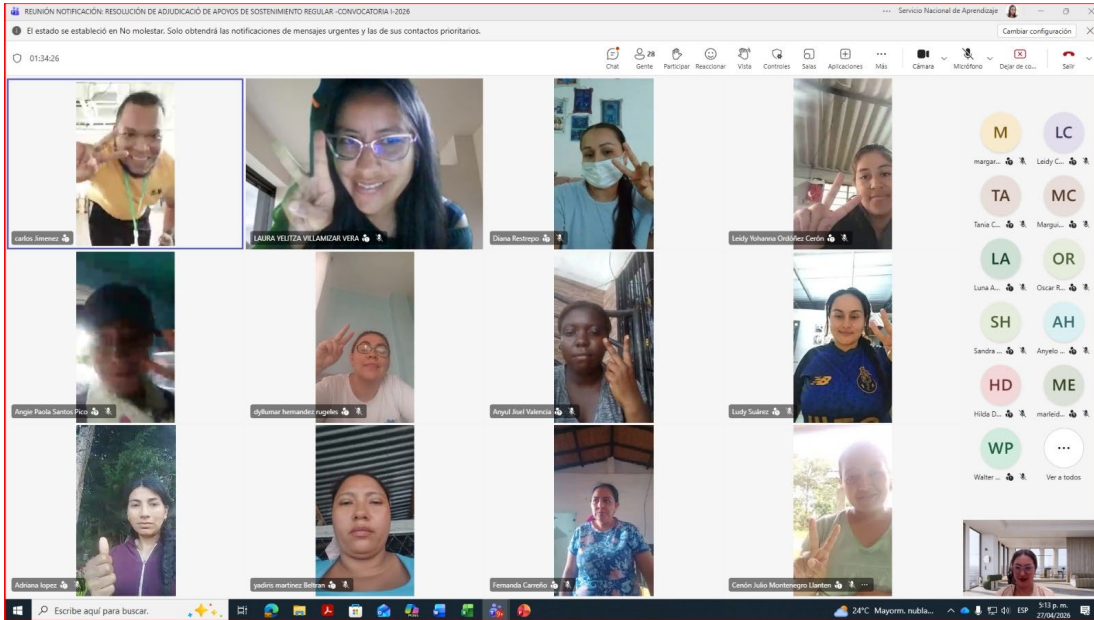 REUNIÓN NOTIFICACIÓN: RESOLUCIÓN DE ADJUDICACIÓ DE APOYOS DE SOSTENIMIENTO REGULAR -CONVOCATORIA I-2026
Servicio Nacional de Aprendizaje
El estado se estableció en No molestar. Solo obtendrá las notificaciones de mensajes urgentes y las de sus contactos prioritarios.
Cambiar configuración
01:34:26
28
Chat Gente Participar Reaccionar Vista Controles Salas Aplicaciones Más Cámara Micrófono Dejar de co... Salir
carlos Jimenez
LAURA YELITZA VILLAMIZAR VERA
Diana Restrepo
Leidy Yohanna Ordóñez Cerón
Angie Paola Santos Pico
dyllumar hernandez rugeles
Anyul Jisel Valencia
Ludy Suárez
Adriana lopez
yadiris martinez Beltran
Fernanda Carreño
Cenón Julio Montenegro Llanten
M LC
margar... Leidy C...
TA MC
Tania C... Margui...
LA OR
Luna A... Oscar R...
SH AH
Sandra ... Anyelo ...
HD ME
Hilda D... marleid...
WP ...
Walter ... Ver a todos
Escribe aquí para buscar.
24°C Mayorm. nubla...
ESP
5:13 p. m.
27/04/2026